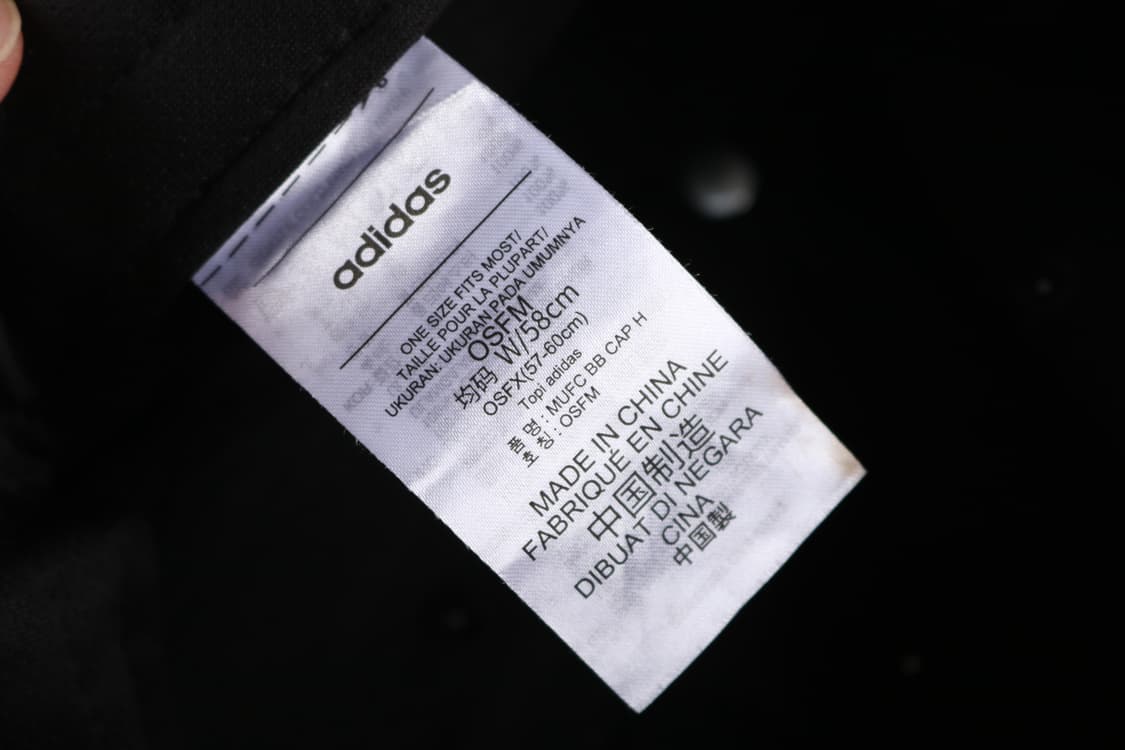 adidas
ONE SIZE FITS MOST/
TAILLE POUR LA PLUPART/
UKURAN: UKURAN PADA UMUMNYA
OSFM
均码 W/58cm
OSFX(57-60cm)
Topi adidas
품 명 : MUFC BB CAP H
호 칭 : OSFM
MADE IN CHINA
FABRIQUÉ EN CHINE
中国制造
DIBUAT DI NEGARA
CINA
中国製